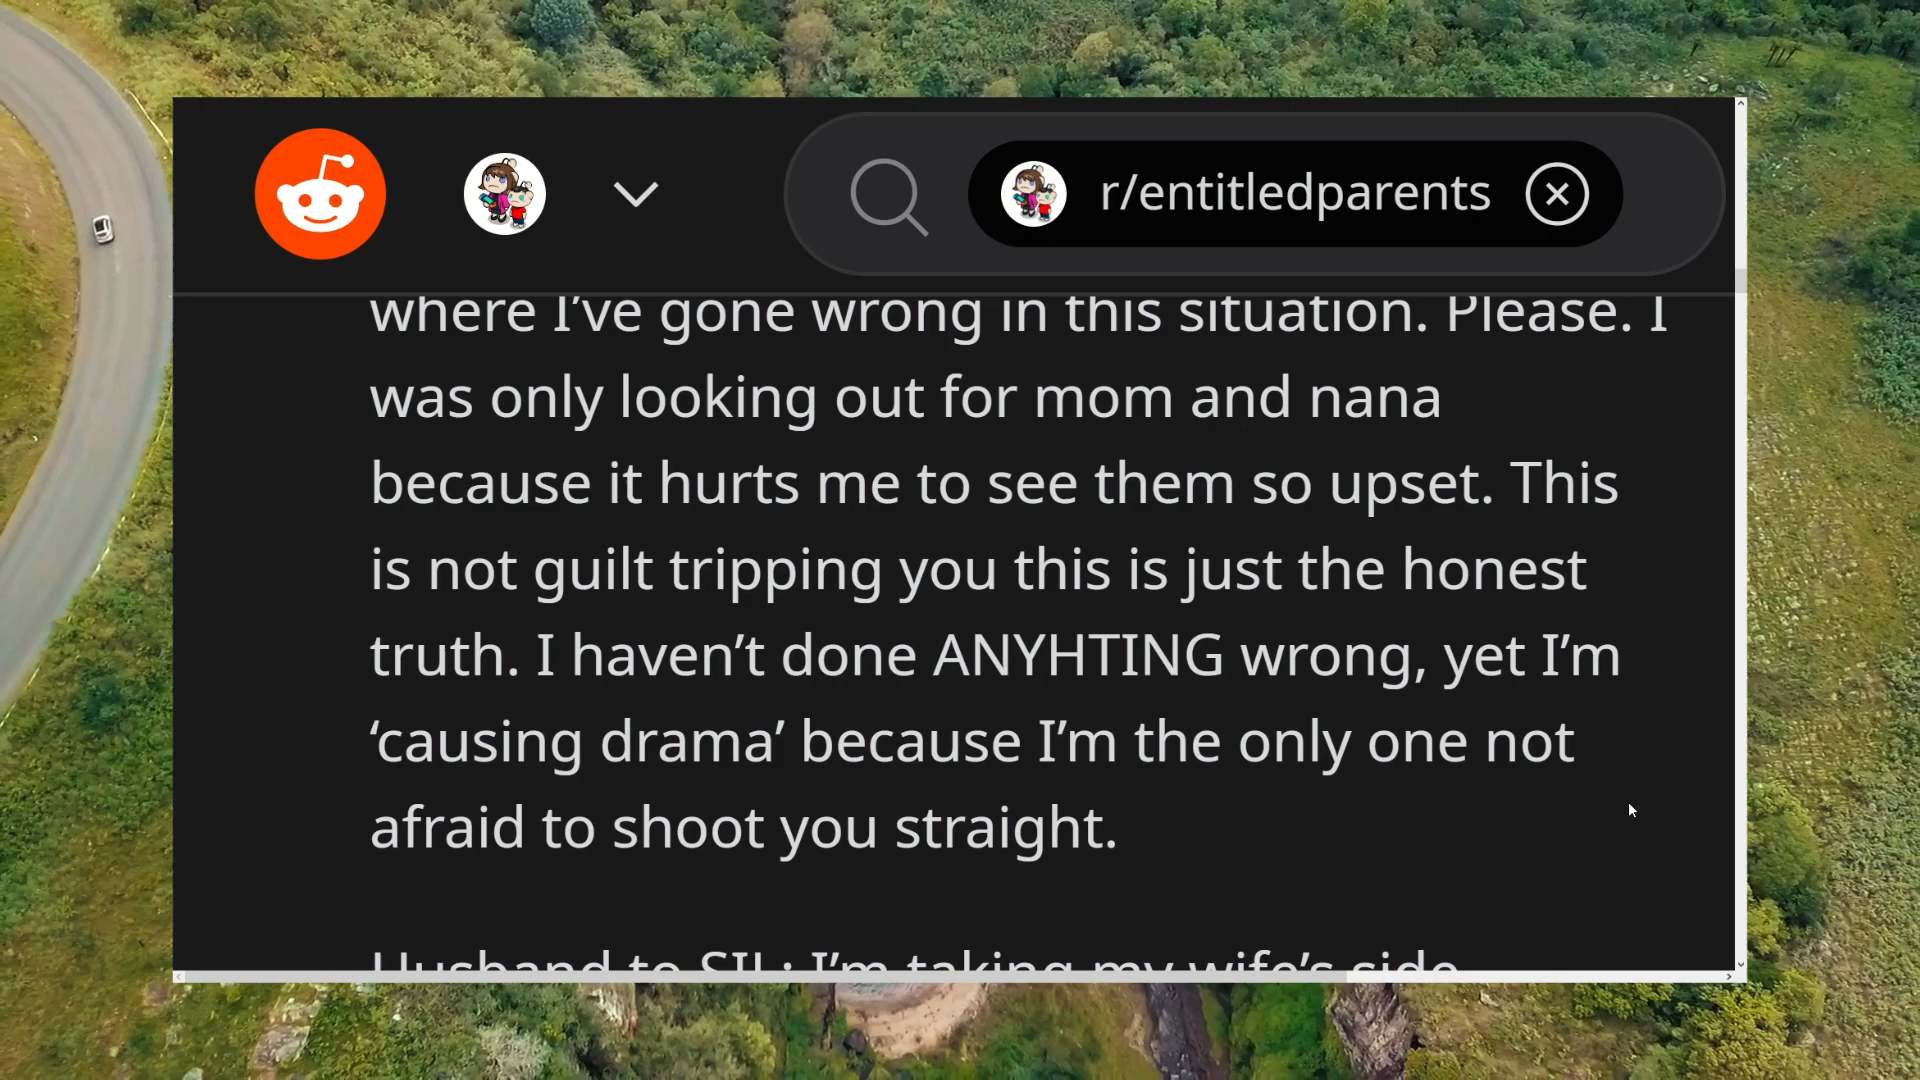 r/entitledparents
where I’ve gone wrong in this situation. Please. I
was only looking out for mom and nana
because it hurts me to see them so upset. This
is not guilt tripping you this is just the honest
truth. I haven’t done ANYHTING wrong, yet I’m
‘causing drama’ because I’m the only one not
afraid to shoot you straight.
Husband to SIL: I’m taking my wife’s side